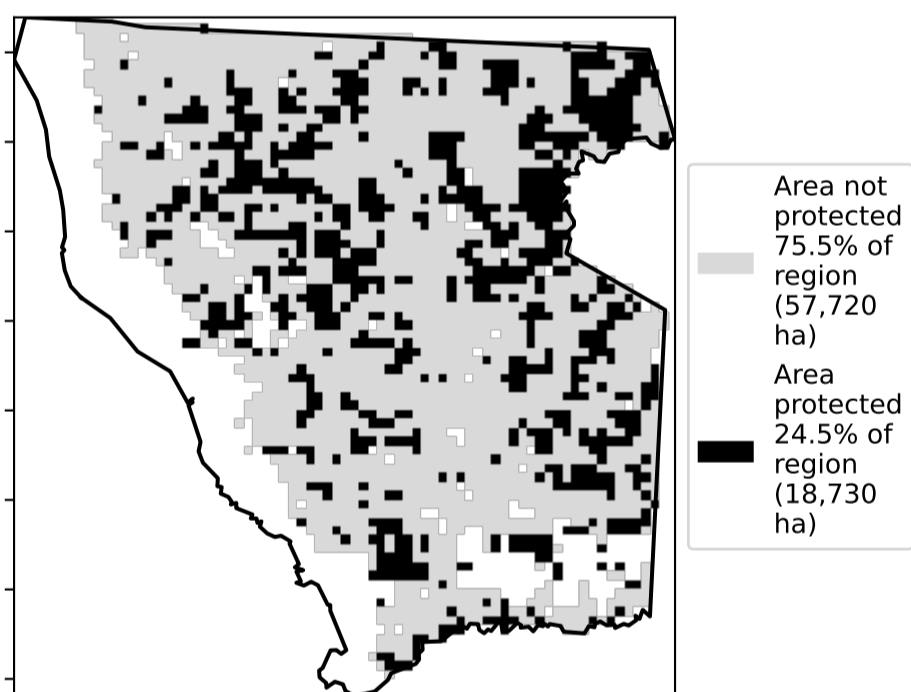 Area not
protected
75.5% of
region
(57,720
ha)
Area
protected
24.5% of
region
(18,730
ha)